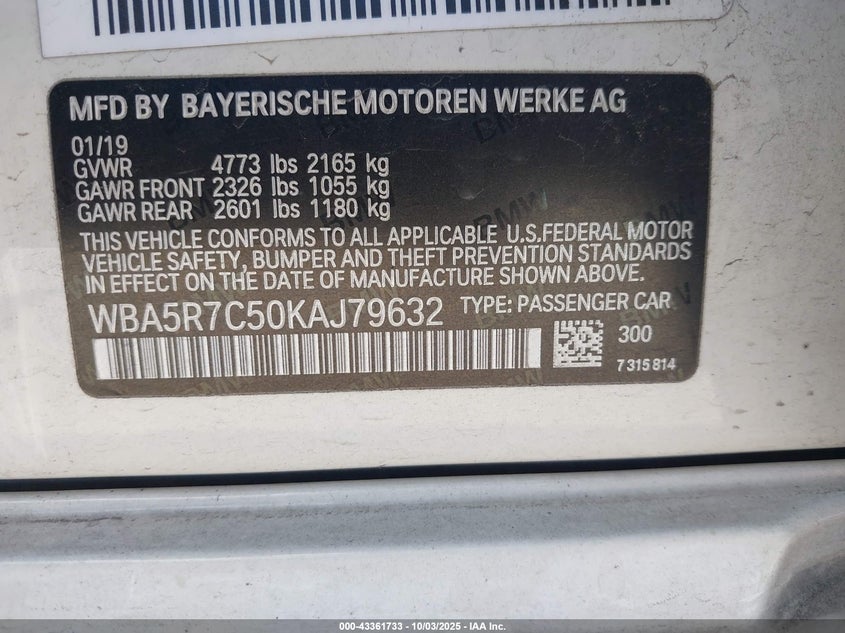 MFD BY BAYERISCHE MOTOREN WERKE AG
01/19
GVWR 4773 lbs 2165 kg
GAWR FRONT 2326 lbs 1055 kg
GAWR REAR 2601 lbs 1180 kg
THIS VEHICLE CONFORMS TO ALL APPLICABLE U.S.FEDERAL MOTOR
VEHICLE SAFETY, BUMPER AND THEFT PREVENTION STANDARDS
IN EFFECT ON THE DATE OF MANUFACTURE SHOWN ABOVE.
WBA5R7C50KAJ79632 TYPE: PASSENGER CAR
300
7 315 814
000-43361733 - 10/03/2025 - IAA Inc.